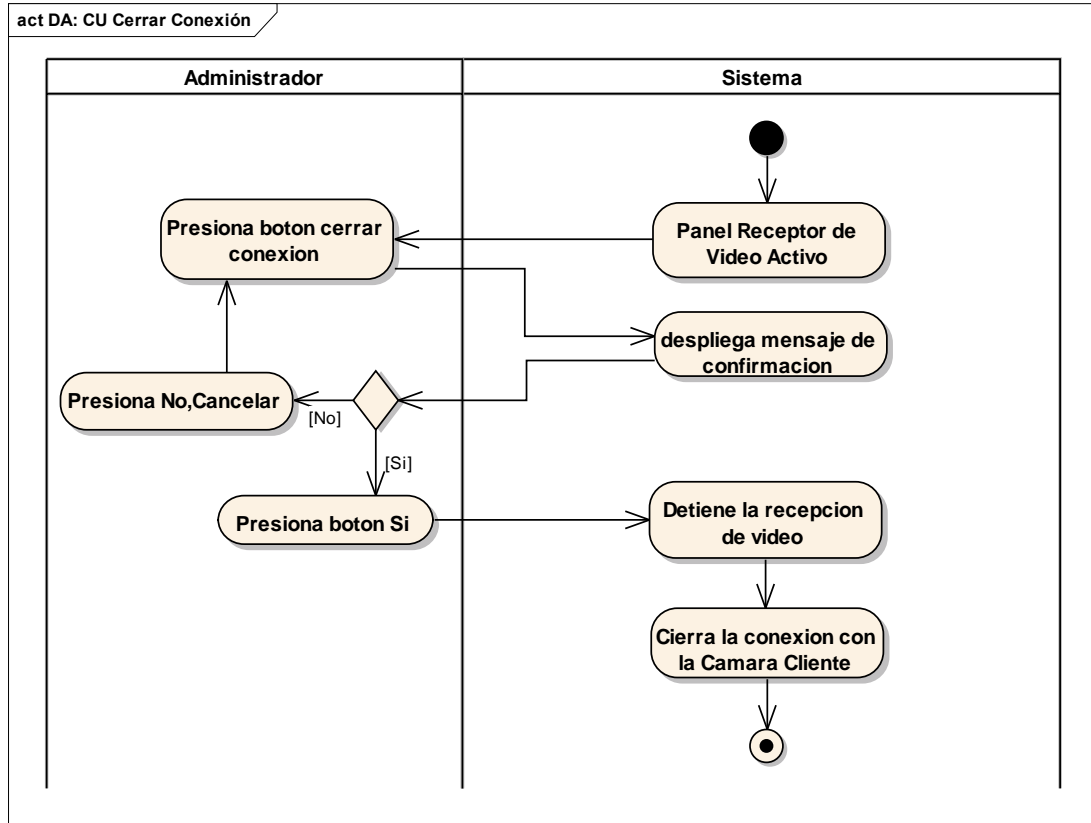 act DA: CU Cerrar Conexión
Administrador
Sistema
Panel Receptor de
Video Activo
Presiona boton cerrar
conexion
despliega mensaje de
confirmacion
Presiona No,Cancelar
[No]
[Si]
Presiona boton Si
Detiene la recepcion
de video
Cierra la conexion con
la Camara Cliente